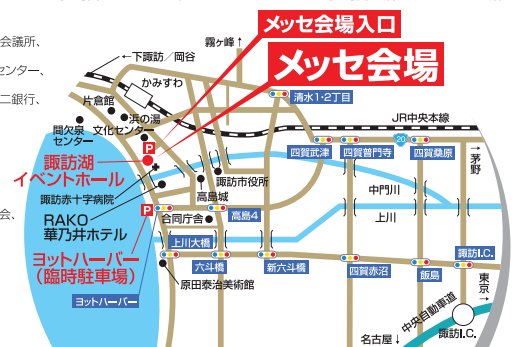 会議所、
センター、
二銀行、
会、
メッセ会場入口
メッセ会場
霧ヶ峰↑
←下諏訪/岡谷
かみすわ
片倉館
浜の湯
間欠泉
センター
文化センター
清水1・2丁目
JR中央本線
20
P
諏訪湖
イベントホール
四賀武津
四賀普門寺
四賀桑原
茅野
↓
諏訪赤十字病院
諏訪市役所
高島城
中門川
上川
RAKO
華乃井ホテル
P
合同庁舎
高島4
ヨットハーバー
(臨時駐車場)
上川大橋
六斗橋
新六斗橋
四賀赤沼
飯島
諏訪I.C.
原田泰治美術館
ヨットハーバー
東京
↓
中央自動車道
諏訪I.C.
名古屋↓